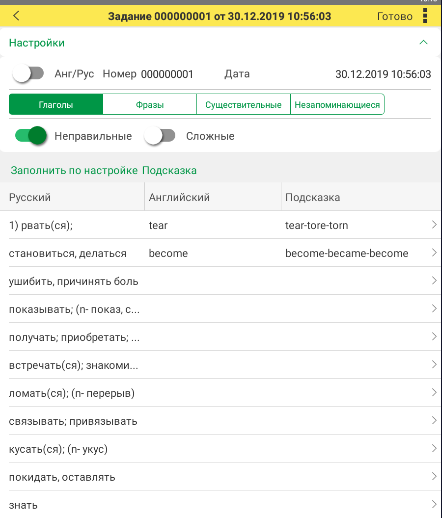 Задание 000000001 от 30.12.2019 10:56:03 Готово
Настройки
Анг/Рус Номер 000000001 Дата 30.12.2019 10:56:03
Глаголы Фразы Существительные Незапоминающиеся
Неправильные Сложные
Заполнить по настройке Подсказка
Русский Английский Подсказка
1) рвать(ся); tear tear-tore-torn
становиться, делаться become become-became-become
ушибить, причинять боль
показывать; (n- показ, с...
получать; приобретать; ...
встречать(ся); знакоми...
ломать(ся); (n- перерыв)
связывать; привязывать
кусать(ся); (n- укус)
покидать, оставлять
знать